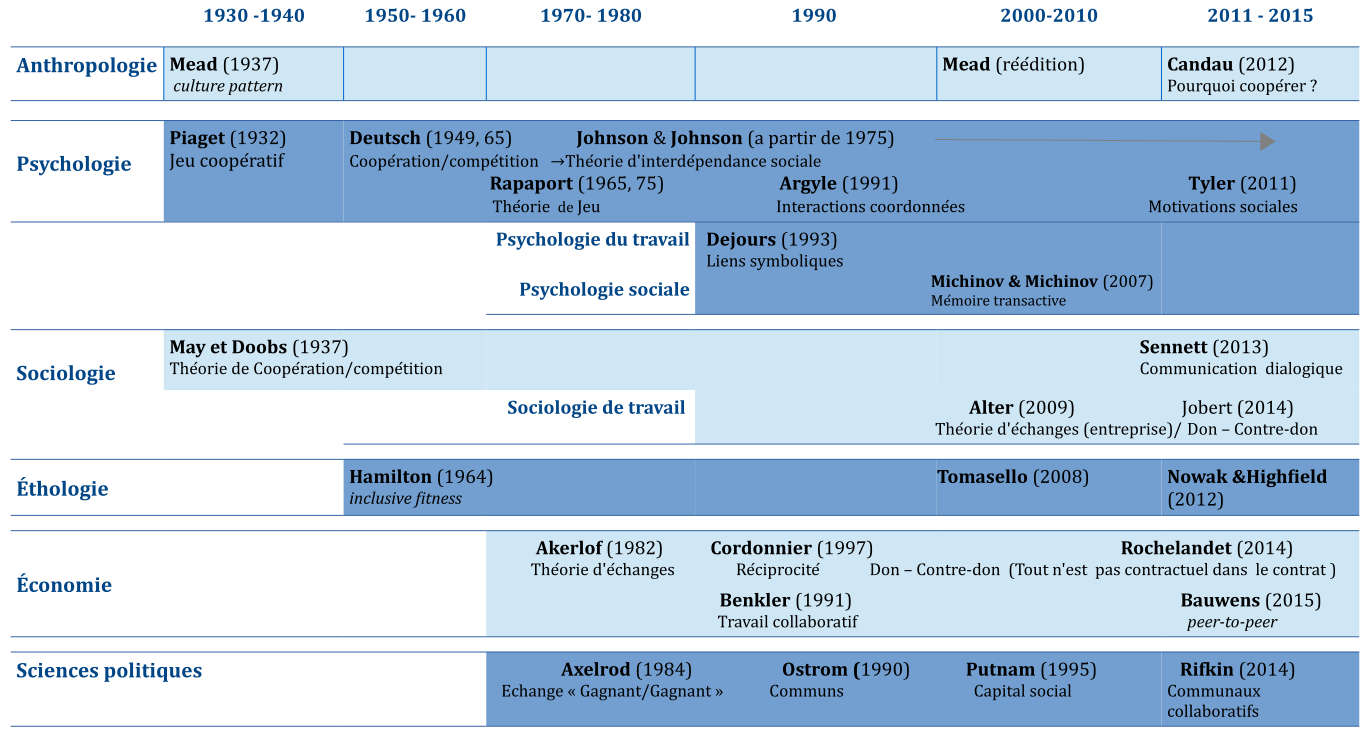 1930 -1940 1950- 1960 1970- 1980 1990 2000-2010 2011 - 2015
Anthropologie Mead (1937) Mead (réédition) Candau (2012)
culture pattern Pourquoi coopérer ?
Piaget (1932) Deutsch (1949, 65) Johnson & Johnson (a partir de 1975)
Psychologie Jeu coopératif Coopération/compétition →Théorie d'interdépendance sociale
Rapaport (1965, 75) Argyle (1991) Tyler (2011)
Théorie de Jeu Interactions coordonnées Motivations sociales
Psychologie du travail Dejours (1993)
Liens symboliques
Psychologie sociale Michinov & Michinov (2007)
Mémoire transactive
May et Doobs (1937) Sennett (2013)
Sociologie Théorie de Coopération/compétition Communication dialogique
Sociologie de travail Alter (2009) Jobert (2014)
Théorie d'échanges (entreprise)/ Don – Contre-don
Éthologie Hamilton (1964) Tomasello (2008) Nowak &Highfield
inclusive fitness (2012)
Akerlof (1982) Cordonnier (1997) Rochelandet (2014)
Économie Théorie d'échanges Réciprocité Don – Contre-don (Tout n'est pas contractuel dans le contrat )
Benkler (1991) Bauwens (2015)
Travail collaboratif peer-to-peer
Sciences politiques Axelrod (1984) Ostrom (1990) Putnam (1995) Rifkin (2014)
Echange « Gagnant/Gagnant » Communs Capital social Communaux
collaboratifs